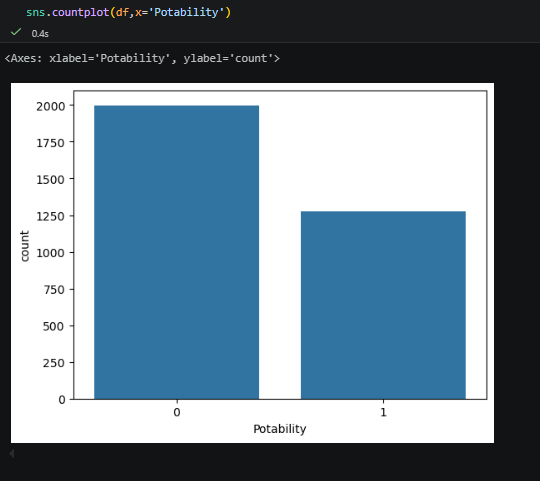 sns.countplot(df,x='Potability')
0.4s
<Axes: xlabel='Potability', ylabel='count'>
2000
1750
1500
1250
1000
750
500
250
0
count
0 1
Potability